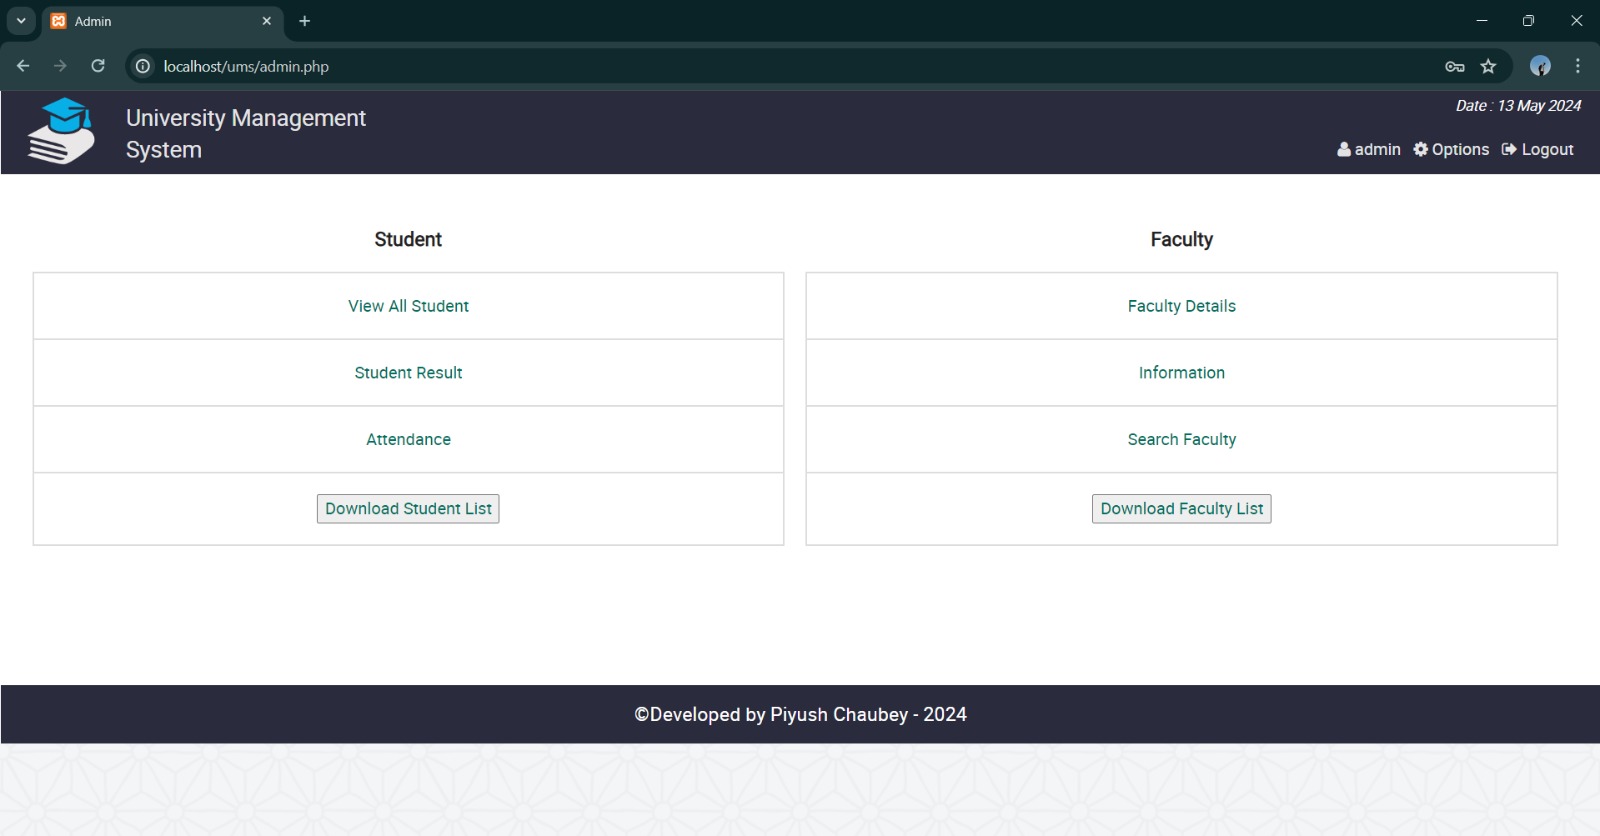 Admin
localhost/ums/admin.php
University Management
System
Date : 13 May 2024
admin Options Logout
Student
View All Student
Student Result
Attendance
Download Student List
Faculty
Faculty Details
Information
Search Faculty
Download Faculty List
©Developed by Piyush Chaubey - 2024